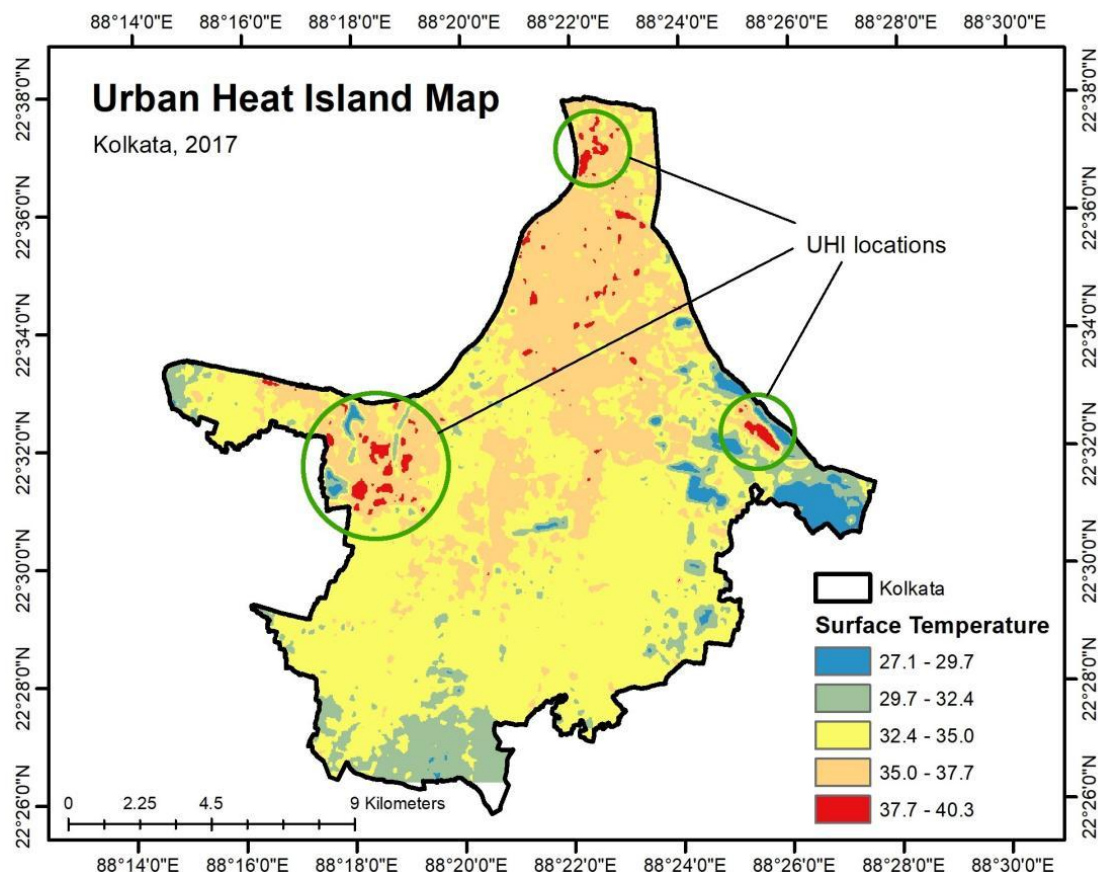 88°14'0"E 88°16'0"E 88°18'0"E 88°20'0"E 88°22'0"E 88°24'0"E 88°26'0"E 88°28'0"E 88°30'0"E
Urban Heat Island Map
Kolkata, 2017
UHI locations
22°38'0"N
22°36'0"N
22°34'0"N
22°32'0"N
22°30'0"N
22°28'0"N
22°26'0"N
22°38'0"N
22°36'0"N
22°34'0"N
22°32'0"N
22°30'0"N
22°28'0"N
22°26'0"N
Kolkata
Surface Temperature
27.1 - 29.7
29.7 - 32.4
32.4 - 35.0
35.0 - 37.7
37.7 - 40.3
0 2.25 4.5 9 Kilometers
88°14'0"E 88°16'0"E 88°18'0"E 88°20'0"E 88°22'0"E 88°24'0"E 88°26'0"E 88°28'0"E 88°30'0"E